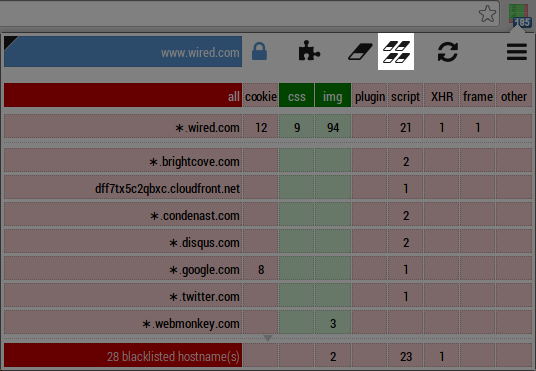 185
www.wired.com
all cookie css img plugin script XHR frame other
∗.wired.com 12 9 94 21 1 1
∗.brightcove.com 2
dff7tx5c2qbxc.cloudfront.net 1
∗.condenast.com 2
∗.disqus.com 2
∗.google.com 8 1
∗.twitter.com 1
∗.webmonkey.com 3
28 blacklisted hostname(s) 2 23 1